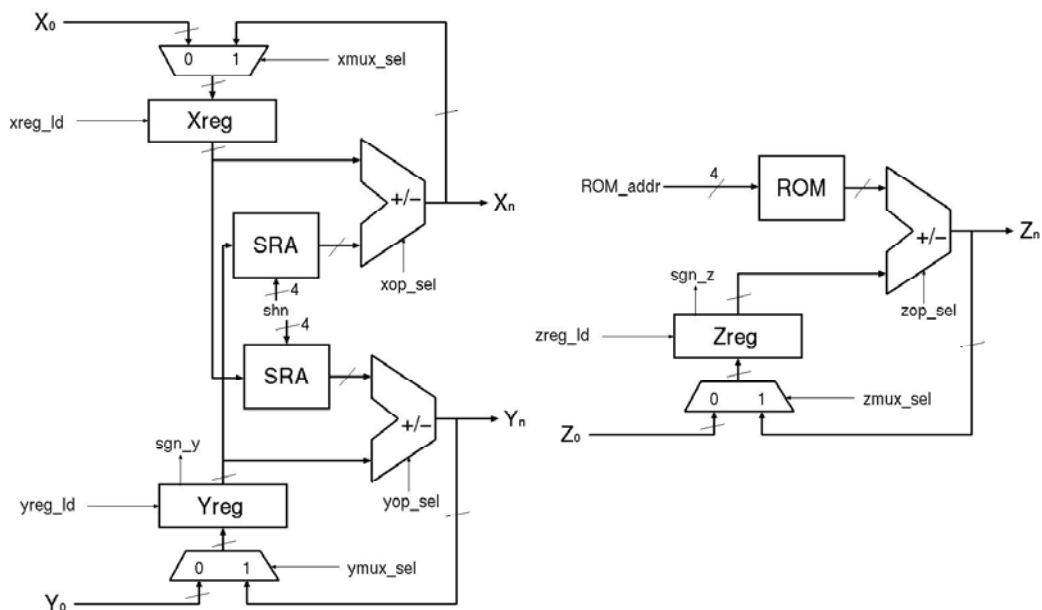 X₀
0 1
xmux_sel
xreg_ld
Xreg
+/−
Xₙ
SRA
xop_sel
4
shn
4
SRA
+/−
Yₙ
sgn_y
yop_sel
yreg_ld
Yreg
0 1
ymux_sel
Y₀
ROM_addr
4
ROM
+/−
Zₙ
sgn_z
zop_sel
zreg_ld
Zreg
0 1
zmux_sel
Z₀